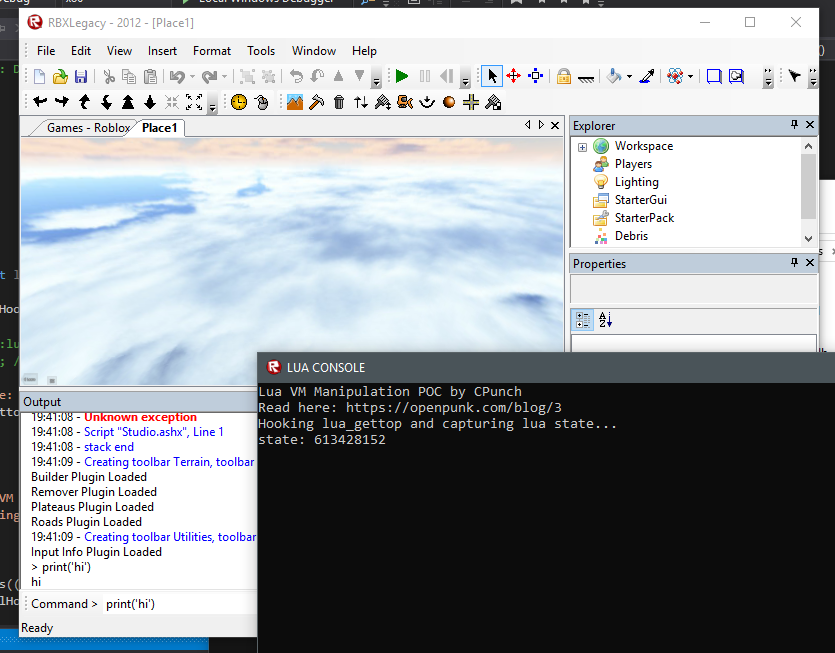 Local Windows Debugger
RBXLegacy - 2012 - [Place1]
File Edit View Insert Format Tools Window Help
Games - Roblox Place1
Explorer
Workspace
Players
Lighting
StarterGui
StarterPack
Debris
Properties
LUA CONSOLE
Lua VM Manipulation POC by CPunch
Read here: https://openpunk.com/blog/3
Hooking lua_gettop and capturing lua state...
state: 613428152
Output
19:41:08 - Unknown exception
19:41:08 - Script "Studio.ashx", Line 1
19:41:08 - stack end
19:41:09 - Creating toolbar Terrain, toolbar
Builder Plugin Loaded
Remover Plugin Loaded
Plateaus Plugin Loaded
Roads Plugin Loaded
19:41:09 - Creating toolbar Utilities, toolbar
Input Info Plugin Loaded
> print('hi')
hi
Command > print('hi')
Ready